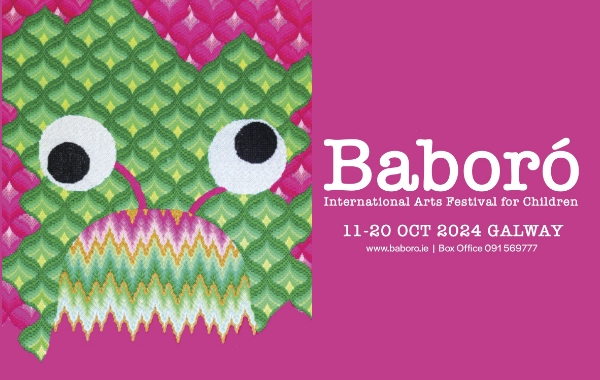 Baboró
International Arts Festival for Children
11-20 OCT 2024 GALWAY
www.baboro.ie | Box Office 091 569777